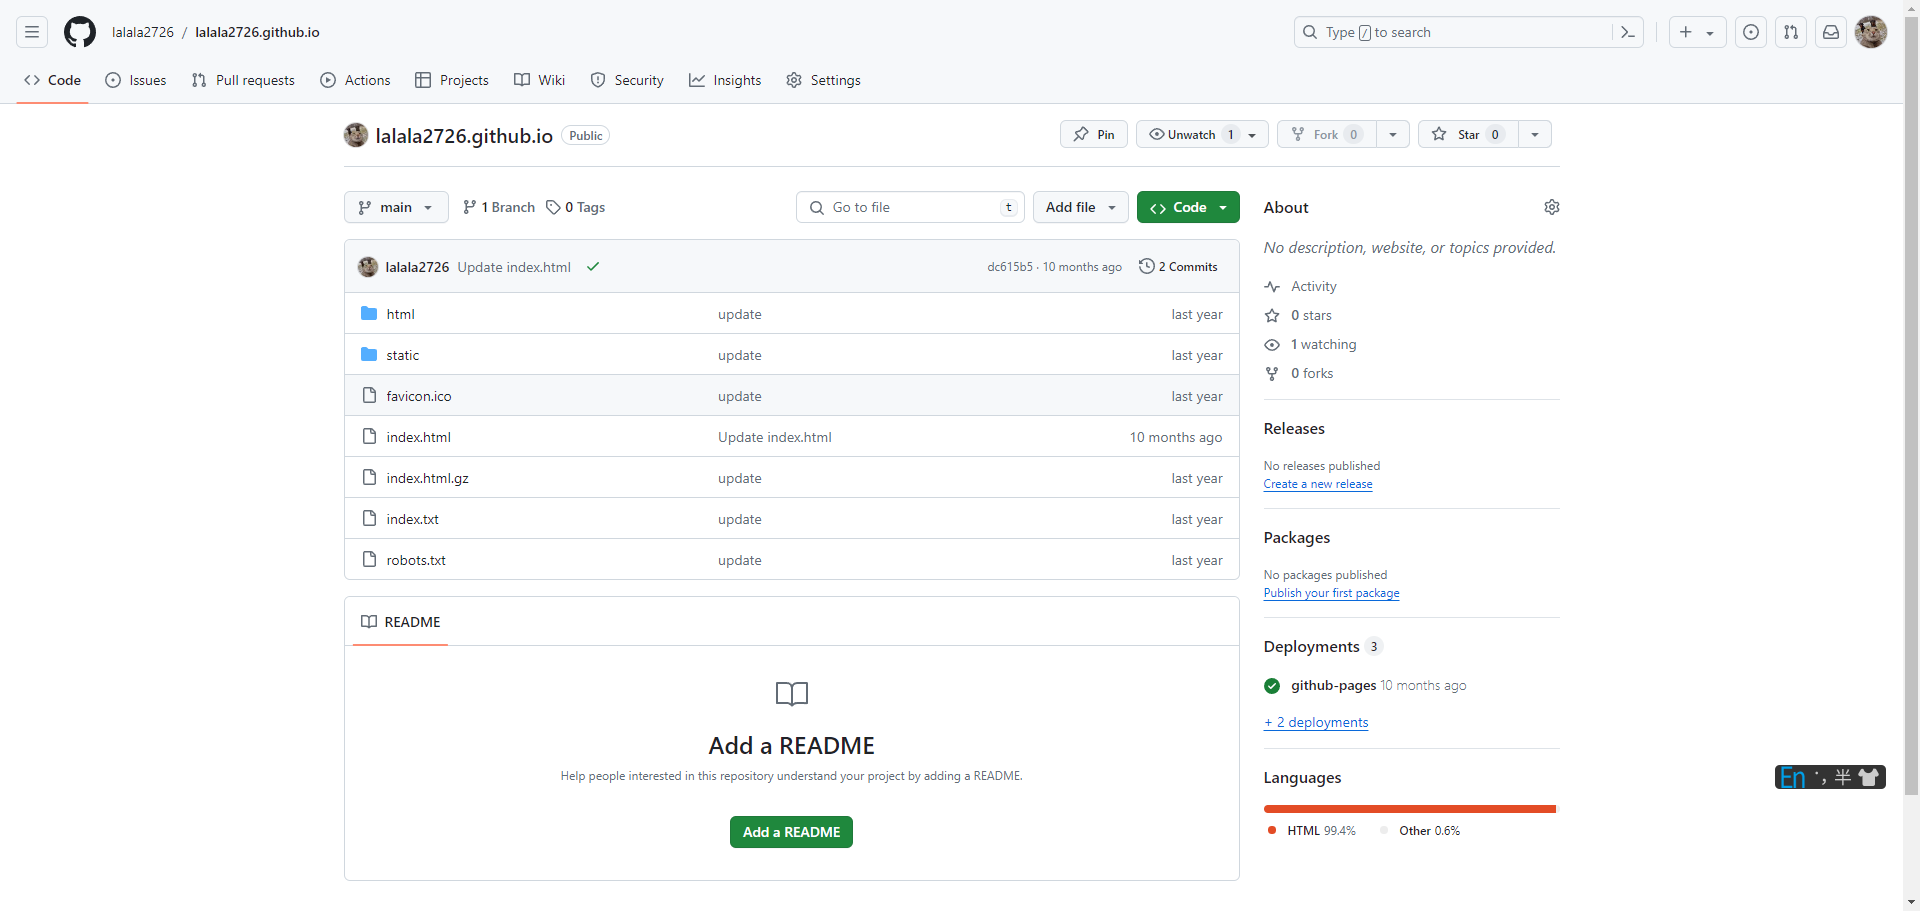 lalala2726 / lalala2726.github.io
Type / to search
Code Issues Pull requests Actions Projects Wiki Security Insights Settings
lalala2726.github.io Public
Pin Unwatch 1 Fork 0 Star 0
main 1 Branch 0 Tags Go to file t Add file Code
lalala2726 Update index.html dc615b5 · 10 months ago 2 Commits
html update last year
static update last year
favicon.ico update last year
index.html Update index.html 10 months ago
index.html.gz update last year
index.txt update last year
robots.txt update last year
README
Add a README
Help people interested in this repository understand your project by adding a README.
Add a README
About
No description, website, or topics provided.
Activity
0 stars
1 watching
0 forks
Releases
No releases published
Create a new release
Packages
No packages published
Publish your first package
Deployments 3
github-pages 10 months ago
+ 2 deployments
Languages
HTML 99.4% Other 0.6%
En ·, 半